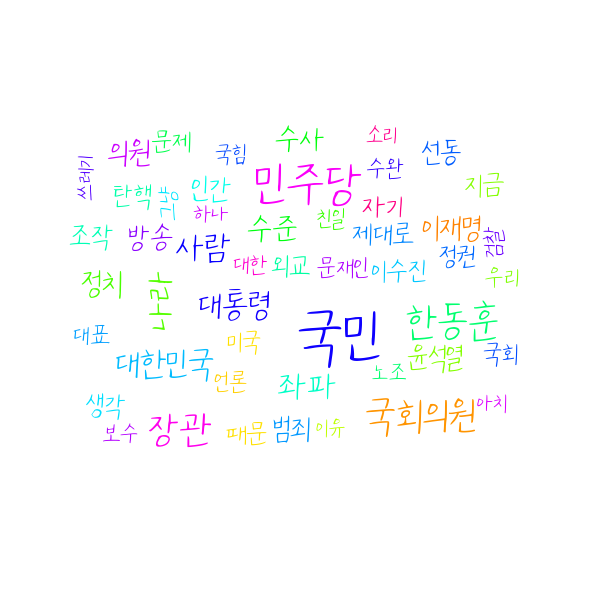 소리
수사
문제
의원
국힘
선동
쓰레기
민주당
수완
지금
탄핵
인간
자기
하나
친일
수준
이재명
조작
방송
사람
제대로
검찰
정권
대한
외교
문재인
이수진
우리
정치
나라
대통령
국민
한동훈
대표
미국
대한민국
윤석열
국회
언론
좌파
노조
생각
국회의원
아치
보수
장관
때문
범죄
이유